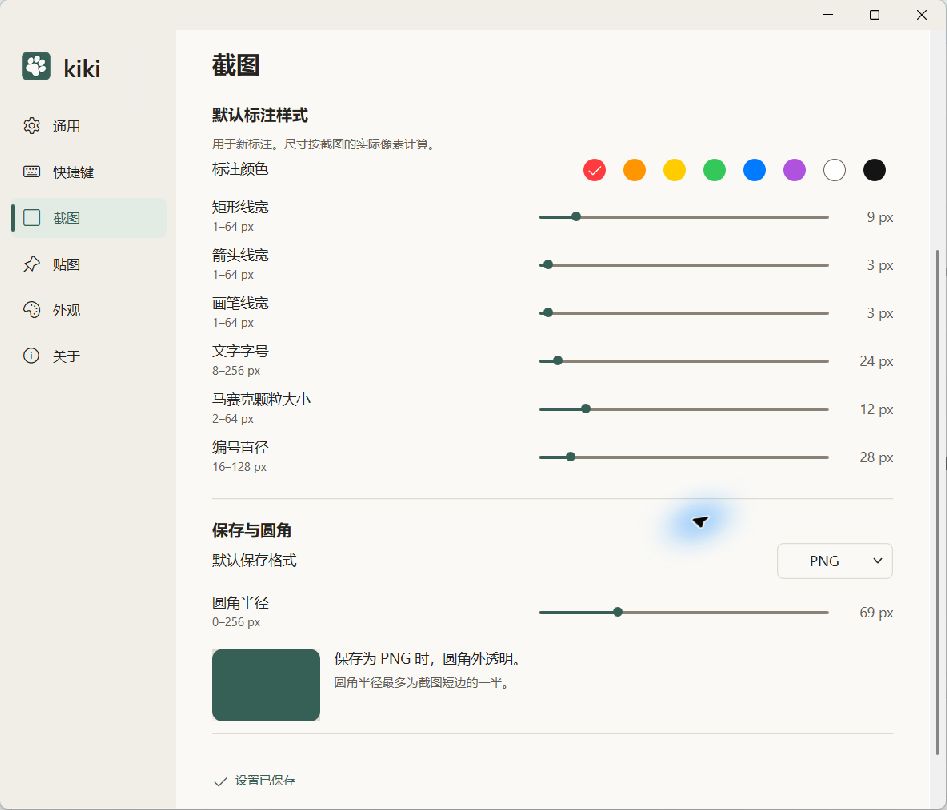 kiki
通用
快捷键
截图
贴图
外观
关于
截图
默认标注样式
用于新标注。尺寸按截图的实际像素计算。
标注颜色
矩形线宽
1–64 px
9 px
箭头线宽
1–64 px
3 px
画笔线宽
1–64 px
3 px
文字字号
8–256 px
24 px
马赛克颗粒大小
2–64 px
12 px
编号直径
16–128 px
28 px
保存与圆角
默认保存格式
PNG
圆角半径
0–256 px
69 px
保存为 PNG 时，圆角外透明。
圆角半径最多为截图短边的一半。
设置已保存